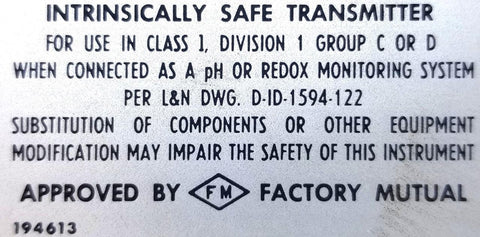 INTRINSICALLY SAFE TRANSMITTER
FOR USE IN CLASS I, DIVISION 1 GROUP C OR D
WHEN CONNECTED AS A pH OR REDOX MONITORING SYSTEM
PER L&N DWG. D-ID-1594-122
SUBSTITUTION OF COMPONENTS OR OTHER EQUIPMENT
MODIFICATION MAY IMPAIR THE SAFETY OF THIS INSTRUMENT
APPROVED BY FM FACTORY MUTUAL
194613